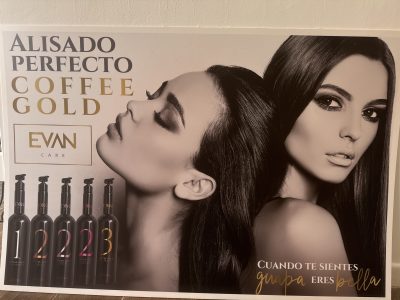 ALISADO
PERFECTO
COFFEE
GOLD
EVAN
CARE
1 2 2 2 3
CUANDO TE SIENTES
guapa ERES bella